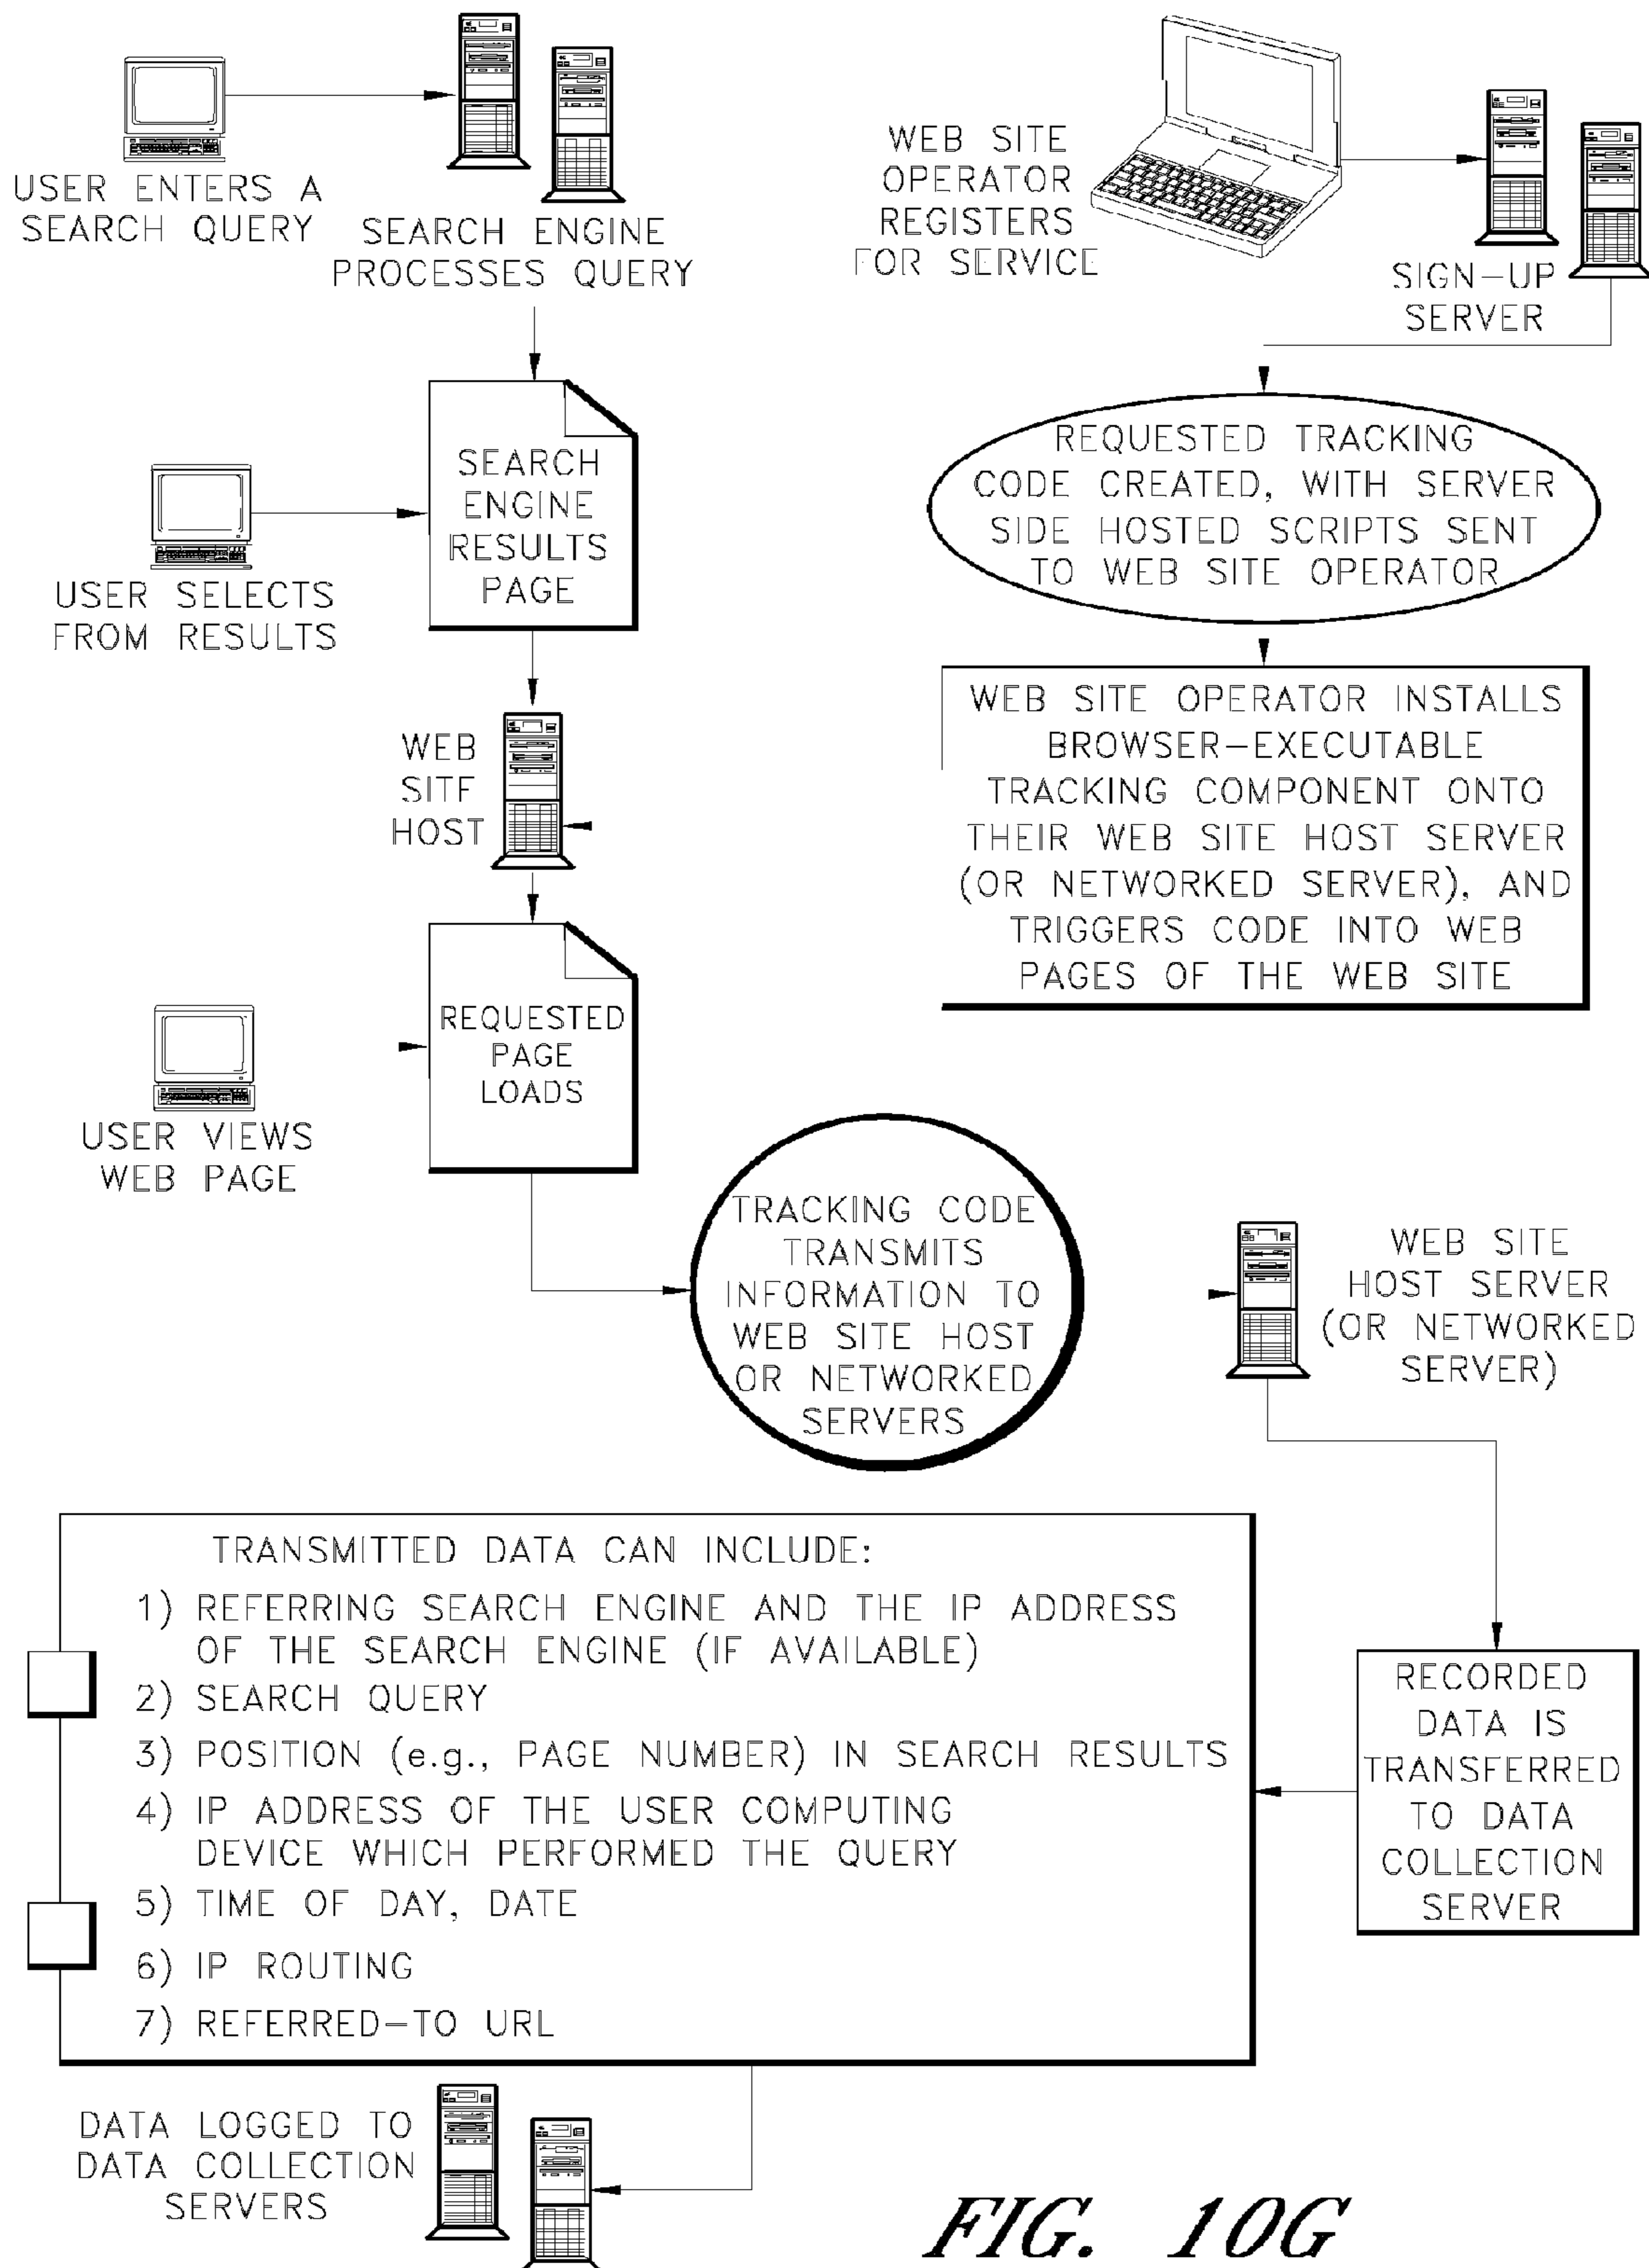 USER ENTERS A
SEARCH QUERY
SEARCH ENGINE
PROCESSES QUERY
WEB SITE
OPERATOR
REGISTERS
FOR SERVICE
SIGN-UP
SERVER
SEARCH
ENGINE
RESULTS
PAGE
USER SELECTS
FROM RESULTS
REQUESTED TRACKING
CODE CREATED, WITH SERVER
SIDE HOSTED SCRIPTS SENT
TO WEB SITE OPERATOR
WEB SITE OPERATOR INSTALLS
BROWSER-EXECUTABLE
TRACKING COMPONENT ONTO
THEIR WEB SITE HOST SERVER
(OR NETWORKED SERVER), AND
TRIGGERS CODE INTO WEB
PAGES OF THE WEB SITE
WEB
SITE
HOST
REQUESTED
PAGE
LOADS
USER VIEWS
WEB PAGE
TRACKING CODE
TRANSMITS
INFORMATION TO
WEB SITE HOST
OR NETWORKED
SERVERS
WEB SITE
HOST SERVER
(OR NETWORKED
SERVER)
TRANSMITTED DATA CAN INCLUDE:
1) REFERRING SEARCH ENGINE AND THE IP ADDRESS
OF THE SEARCH ENGINE (IF AVAILABLE)
2) SEARCH QUERY
3) POSITION (e.g., PAGE NUMBER) IN SEARCH RESULTS
4) IP ADDRESS OF THE USER COMPUTING
DEVICE WHICH PERFORMED THE QUERY
5) TIME OF DAY, DATE
6) IP ROUTING
7) REFERRED-TO URL
RECORDED
DATA IS
TRANSFERRED
TO DATA
COLLECTION
SERVER
DATA LOGGED TO
DATA COLLECTION
SERVERS
FIG. 10G